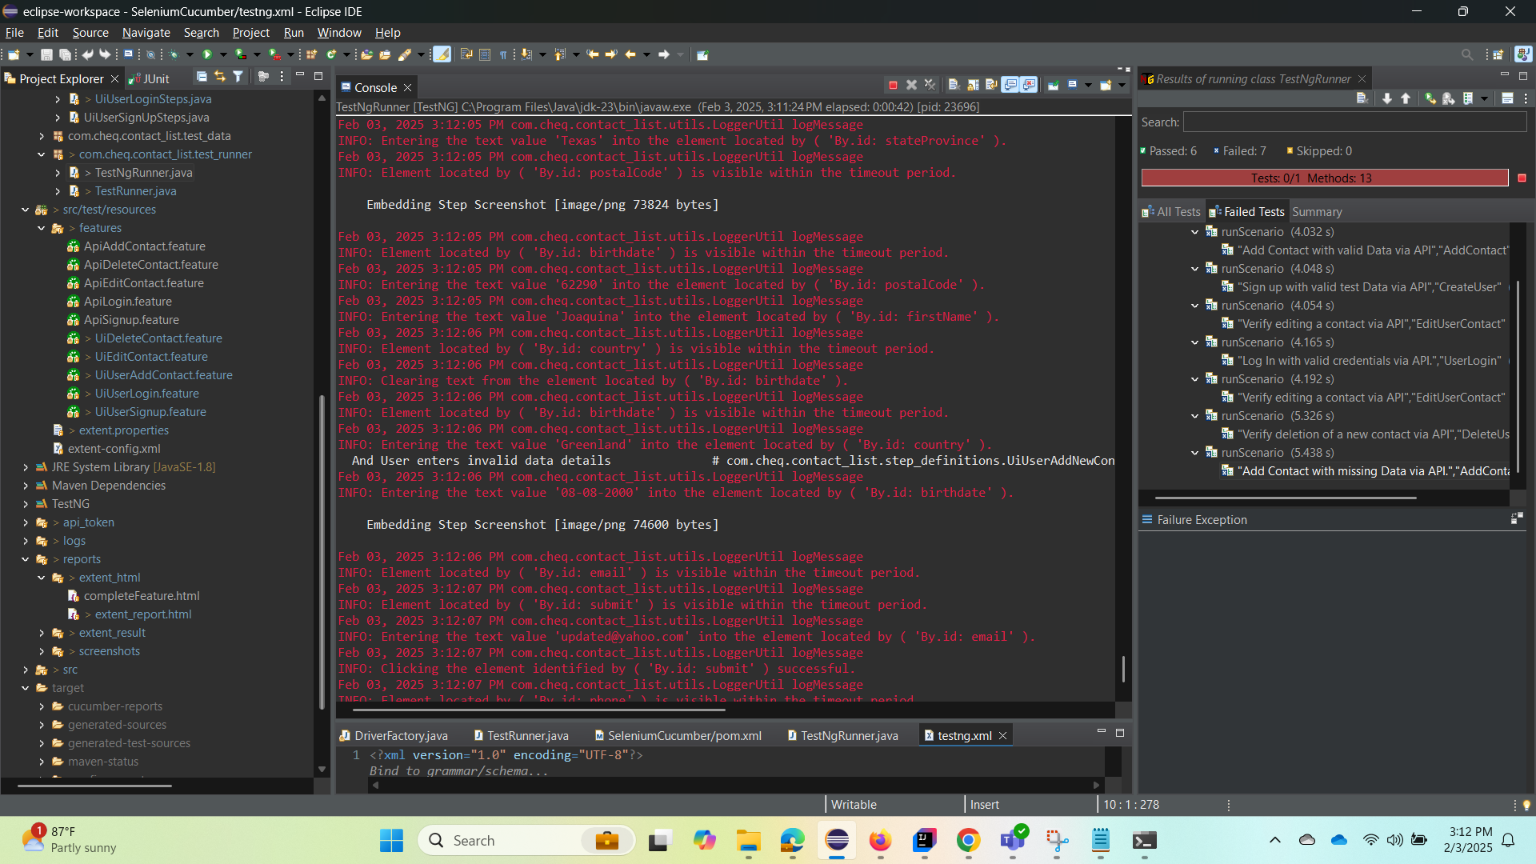 eclipse-workspace - SeleniumCucumber/testng.xml - Eclipse IDE
File Edit Source Navigate Search Project Run Window Help
Project Explorer
JUnit
UiUserLoginSteps.java
UiUserSignUpSteps.java
com.cheq.contact_list.test_data
com.cheq.contact_list.test_runner
TestNgRunner.java
TestRunner.java
src/test/resources
features
ApiAddContact.feature
ApiDeleteContact.feature
ApiEditContact.feature
ApiLogin.feature
ApiSignup.feature
UiDeleteContact.feature
UiEditContact.feature
UiUserAddContact.feature
UiUserLogin.feature
UiUserSignup.feature
extent.properties
extent-config.xml
JRE System Library [JavaSE-1.8]
Maven Dependencies
TestNG
api_token
logs
reports
extent_html
completeFeature.html
extent_report.html
extent_result
screenshots
src
target
cucumber-reports
generated-sources
generated-test-sources
maven-status
Console
TestNgRunner [TestNG] C:\Program Files\Java\jdk-23\bin\javaw.exe (Feb 3, 2025, 3:11:24 PM elapsed: 0:00:42) [pid: 23696]
Feb 03, 2025 3:12:05 PM com.cheq.contact_list.utils.LoggerUtil logMessage
INFO: Entering the text value 'Texas' into the element located by ( 'By.id: stateProvince' ).
Feb 03, 2025 3:12:05 PM com.cheq.contact_list.utils.LoggerUtil logMessage
INFO: Element located by ( 'By.id: postalCode' ) is visible within the timeout period.
Embedding Step Screenshot [image/png 73824 bytes]
Feb 03, 2025 3:12:05 PM com.cheq.contact_list.utils.LoggerUtil logMessage
INFO: Element located by ( 'By.id: birthdate' ) is visible within the timeout period.
Feb 03, 2025 3:12:05 PM com.cheq.contact_list.utils.LoggerUtil logMessage
INFO: Entering the text value '62290' into the element located by ( 'By.id: postalCode' ).
Feb 03, 2025 3:12:05 PM com.cheq.contact_list.utils.LoggerUtil logMessage
INFO: Entering the text value 'Joaquina' into the element located by ( 'By.id: firstName' ).
Feb 03, 2025 3:12:06 PM com.cheq.contact_list.utils.LoggerUtil logMessage
INFO: Element located by ( 'By.id: country' ) is visible within the timeout period.
Feb 03, 2025 3:12:06 PM com.cheq.contact_list.utils.LoggerUtil logMessage
INFO: Clearing text from the element located by ( 'By.id: birthdate' ).
Feb 03, 2025 3:12:06 PM com.cheq.contact_list.utils.LoggerUtil logMessage
INFO: Element located by ( 'By.id: birthdate' ) is visible within the timeout period.
Feb 03, 2025 3:12:06 PM com.cheq.contact_list.utils.LoggerUtil logMessage
INFO: Entering the text value 'Greenland' into the element located by ( 'By.id: country' ).
And User enters invalid data details # com.cheq.contact_list.step_definitions.UiUserAddNewCon
Feb 03, 2025 3:12:06 PM com.cheq.contact_list.utils.LoggerUtil logMessage
INFO: Entering the text value '08-08-2000' into the element located by ( 'By.id: birthdate' ).
Embedding Step Screenshot [image/png 74600 bytes]
Feb 03, 2025 3:12:06 PM com.cheq.contact_list.utils.LoggerUtil logMessage
INFO: Element located by ( 'By.id: email' ) is visible within the timeout period.
Feb 03, 2025 3:12:07 PM com.cheq.contact_list.utils.LoggerUtil logMessage
INFO: Element located by ( 'By.id: submit' ) is visible within the timeout period.
Feb 03, 2025 3:12:07 PM com.cheq.contact_list.utils.LoggerUtil logMessage
INFO: Entering the text value 'updated@yahoo.com' into the element located by ( 'By.id: email' ).
Feb 03, 2025 3:12:07 PM com.cheq.contact_list.utils.LoggerUtil logMessage
INFO: Clicking the element identified by ( 'By.id: submit' ) successful.
Feb 03, 2025 3:12:07 PM com.cheq.contact_list.utils.LoggerUtil logMessage
INFO: Element located by ( 'By.id: phone' ) is visible within the timeout period
DriverFactory.java
TestRunner.java
SeleniumCucumber/pom.xml
TestNgRunner.java
testng.xml
1 <?xml version="1.0" encoding="UTF-8"?>
Bind to grammar/schema...
Results of running class TestNgRunner
Search:
Passed: 6
Failed: 7
Skipped: 0
Tests: 0/1 Methods: 13
All Tests
Failed Tests
Summary
runScenario (4.032 s)
"Add Contact with valid Data via API","AddContact"
runScenario (4.048 s)
"Sign up with valid test Data via API","CreateUser"
runScenario (4.054 s)
"Verify editing a contact via API","EditUserContact"
runScenario (4.165 s)
"Log In with valid credentials via API.","UserLogin"
runScenario (4.192 s)
"Verify editing a contact via API","EditUserContact"
runScenario (5.326 s)
"Verify deletion of a new contact via API","DeleteUs
runScenario (5.438 s)
"Add Contact with missing Data via API.","AddConta
Failure Exception
Writable
Insert
10 : 1 : 278
1
87°F
Partly sunny
Search
3:12 PM
2/3/2025